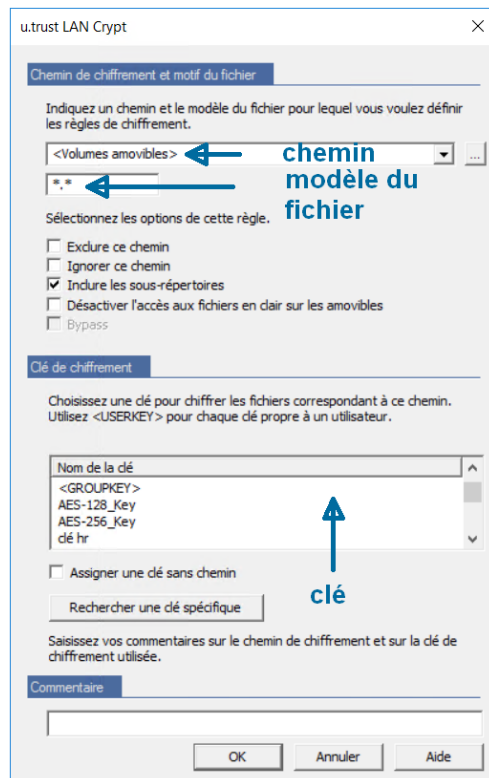 u.trust LAN Crypt
Chemin de chiffrement et motif du fichier
Indiquez un chemin et le modèle du fichier pour lequel vous voulez définir
les règles de chiffrement.
<Volumes amovibles>
chemin
...
*.*
modèle du
fichier
Sélectionnez les options de cette règle.
Exclure ce chemin
Ignorer ce chemin
Inclure les sous-répertoires
Désactiver l'accès aux fichiers en clair sur les amovibles
Bypass
Clé de chiffrement
Choisissez une clé pour chiffrer les fichiers correspondant à ce chemin.
Utilisez <USERKEY> pour chaque clé propre à un utilisateur.
Nom de la clé
<GROUPKEY>
AES-128_Key
AES-256_Key
clé hr
clé
Assigner une clé sans chemin
Rechercher une clé spécifique
Saisissez vos commentaires sur le chemin de chiffrement et sur la clé de
chiffrement utilisée.
Commentaire
OK Annuler Aide